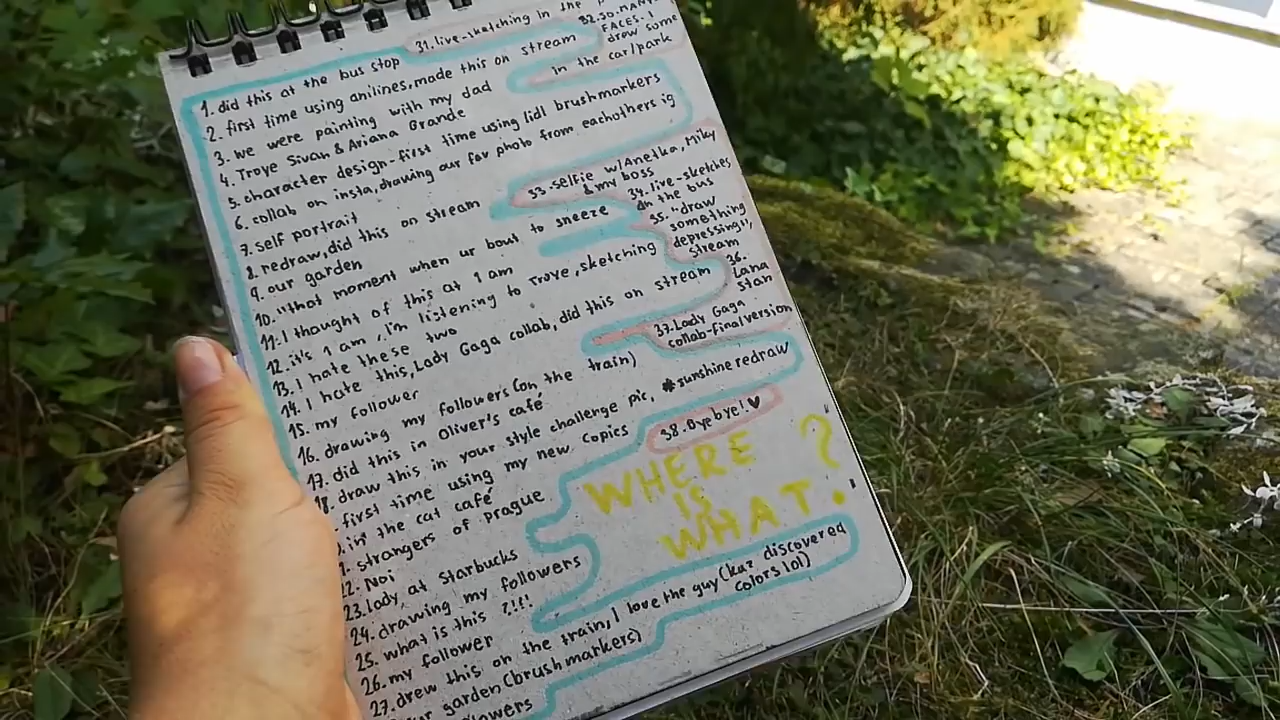 1. did this at the bus stop
2. first time using anilines, made this on stream
3. we were painting with my dad
4. Troye Sivan & Ariana Grande
5. character design-first time using lidl brushmarkers
6. collab on insta, drawing our fav photo from eachothers ig
7. self portrait
8. redraw, did this on stream
9. our garden
10. "that moment when ur bout to sneeze
11. I thought of this at 1 am
12. it's 1 am, i'm listening to Troye, sketching
13. I hate these two
14. I hate this, Lady Gaga collab, did this on stream
15. my follower
16. drawing my followers (on the train)
17. did this in Oliver's café
18. draw this in your style challenge pic, #sunshine redraw
. first time using my new copics
. in the cat café
. strangers of prague
2. Noi
23. lady at Starbucks
24. drawing my followers
25. what is this ?!!!
26. my follower
27. drew this on the train, I love the guy (kuz discovered
colors lol)
ur garden (brush markers)
lowers
31. live-sketching in the
32. so MANY
FACES - I
drew some
in the car/park
33. selfie w/Anetka, Miky
& my boss
34. live-sketches
on the bus
35. "draw
something
depressing",
stream
36.
Lana
stan
37. Lady Gaga
collab-final version
38. Byebye! ♥
WHERE
IS
WHAT ?